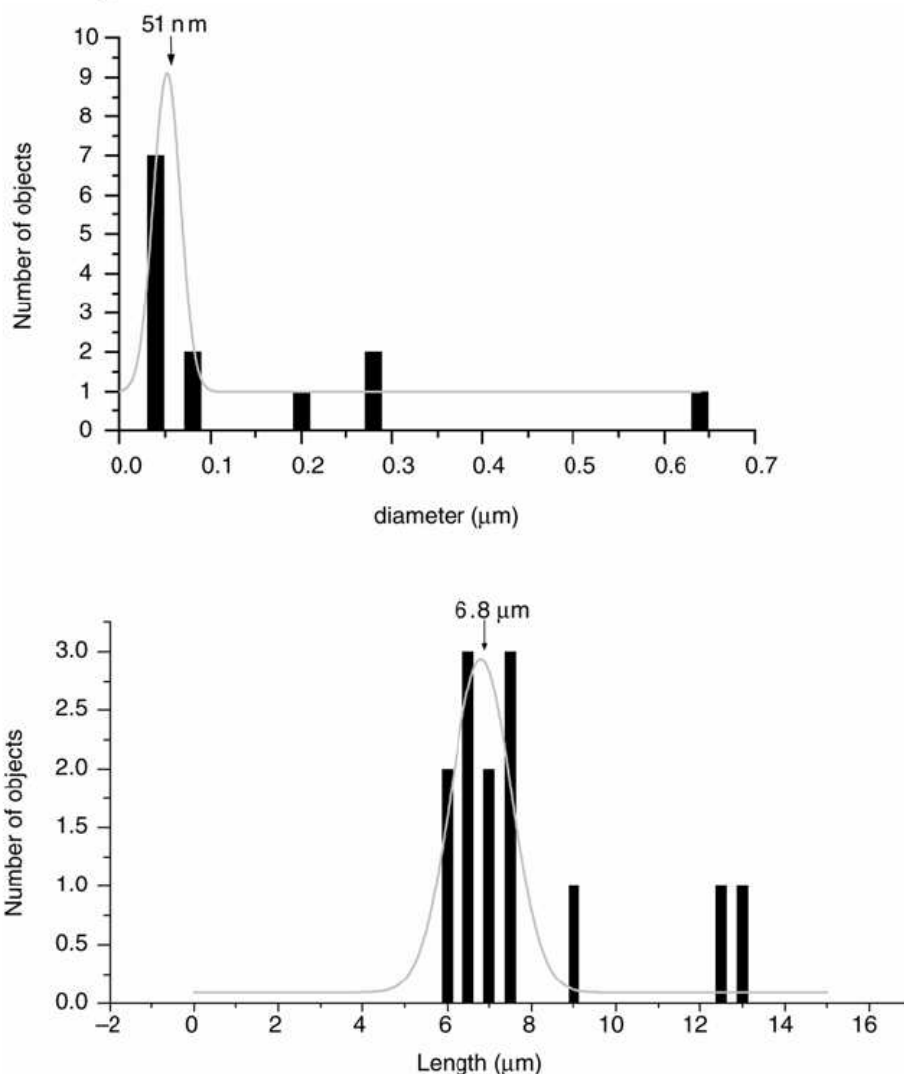 51 nm
10
9
8
7
6
5
4
3
2
1
0
Number of objects
0.0 0.1 0.2 0.3 0.4 0.5 0.6 0.7
diameter (μm)
6.8 μm
3.0
2.5
2.0
1.5
1.0
0.5
0.0
Number of objects
–2 0 2 4 6 8 10 12 14 16
Length (μm)